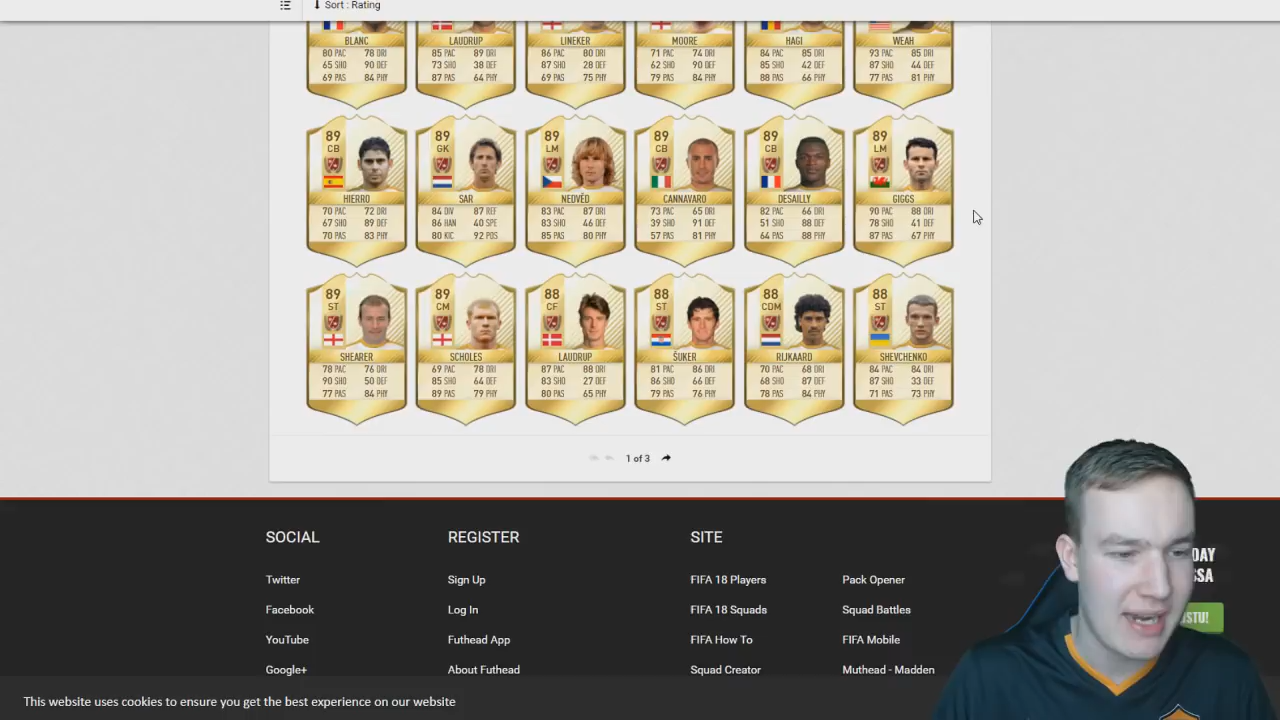 Sort : Rating
BLANC LAUDRUP LINEKER MOORE HAGI WEAH
80 PAC 78 DRI 85 PAC 89 DRI 86 PAC 80 DRI 71 PAC 74 DRI 84 PAC 85 DRI 93 PAC 85 DRI
65 SHO 90 DEF 73 SHO 38 DEF 87 SHO 28 DEF 62 SHO 90 DEF 85 SHO 42 DEF 87 SHO 44 DEF
69 PAS 84 PHY 87 PAS 64 PHY 69 PAS 75 PHY 79 PAS 84 PHY 88 PAS 66 PHY 77 PAS 81 PHY
89 89 89 89 89 89
CB GK LM CB CB LM
HIERRO SAR NEDVĚD CANNAVARO DESAILLY GIGGS
70 PAC 72 DRI 84 DIV 87 REF 83 PAC 87 DRI 73 PAC 65 DRI 82 PAC 66 DRI 90 PAC 88 DRI
67 SHO 89 DEF 86 HAN 40 SPE 83 SHO 46 DEF 39 SHO 91 DEF 51 SHO 88 DEF 78 SHO 41 DEF
70 PAS 83 PHY 80 KIC 92 POS 85 PAS 80 PHY 57 PAS 81 PHY 64 PAS 88 PHY 87 PAS 67 PHY
89 89 88 88 88 88
ST CM CF ST CDM ST
SHEARER SCHOLES LAUDRUP ŠUKER RIJKAARD SHEVCHENKO
78 PAC 76 DRI 69 PAC 78 DRI 87 PAC 88 DRI 81 PAC 86 DRI 70 PAC 68 DRI 84 PAC 84 DRI
90 SHO 50 DEF 85 SHO 64 DEF 83 SHO 27 DEF 86 SHO 66 DEF 68 SHO 87 DEF 87 SHO 33 DEF
77 PAS 84 PHY 89 PAS 79 PHY 80 PAS 65 PHY 79 PAS 76 PHY 78 PAS 84 PHY 71 PAS 73 PHY
1 of 3
SOCIAL REGISTER SITE
Twitter Sign Up FIFA 18 Players Pack Opener
Facebook Log In FIFA 18 Squads Squad Battles
YouTube Futhead App FIFA How To FIFA Mobile
Google+ About Futhead Squad Creator Muthead - Madden
This website uses cookies to ensure you get the best experience on our website